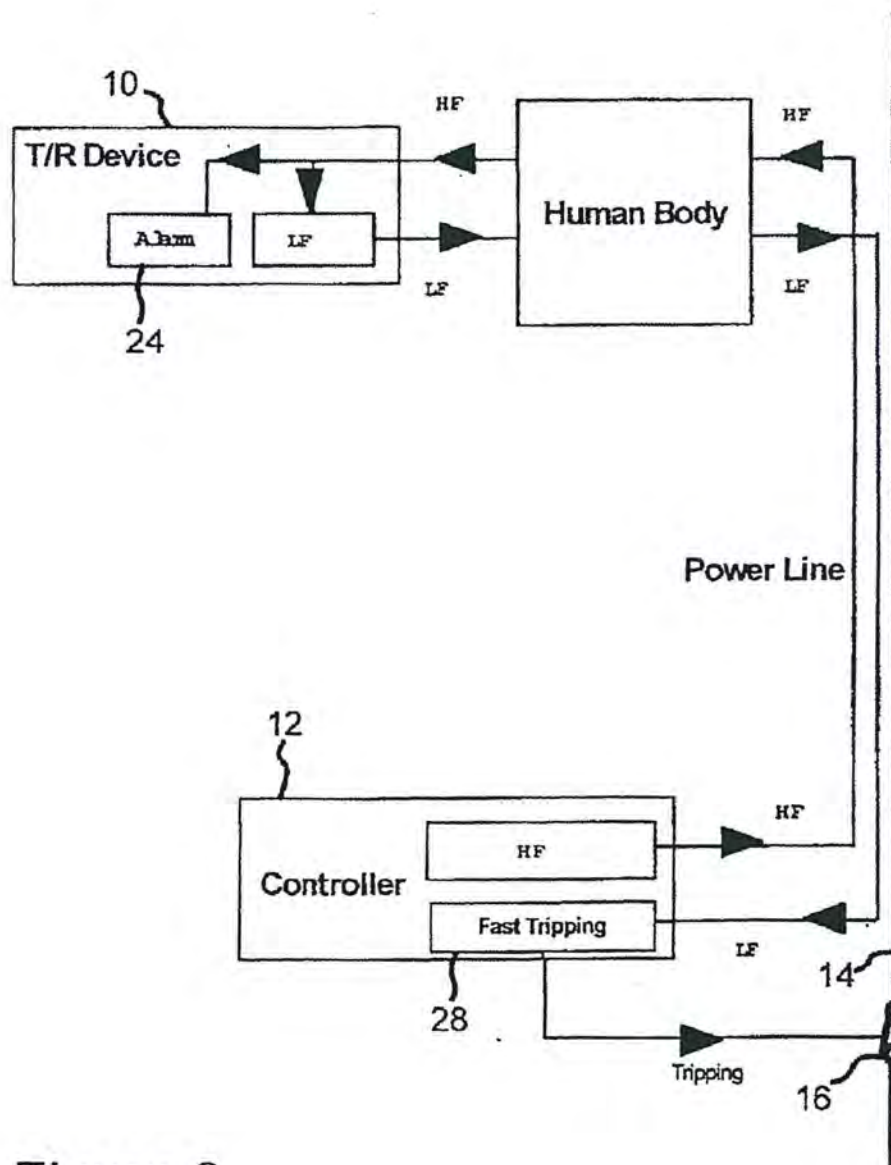 10
HF
HF
T/R Device
Human Body
Alarm
LF
LF
LF
24
Power Line
12
HF
HF
Controller
Fast Tripping
LF
14
28
Tripping
16